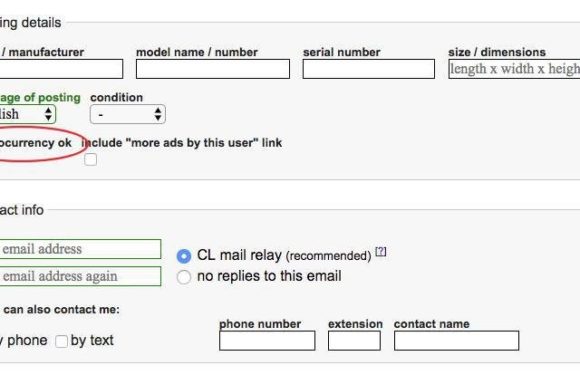 ing details
/ manufacturer model name / number serial number size / dimensions
length x width x heigh
age of posting condition
lish -
ocurrency ok include "more ads by this user" link
act info
email address CL mail relay (recommended) [?]
email address again no replies to this email
can also contact me:
phone number extension contact name
y phone by text